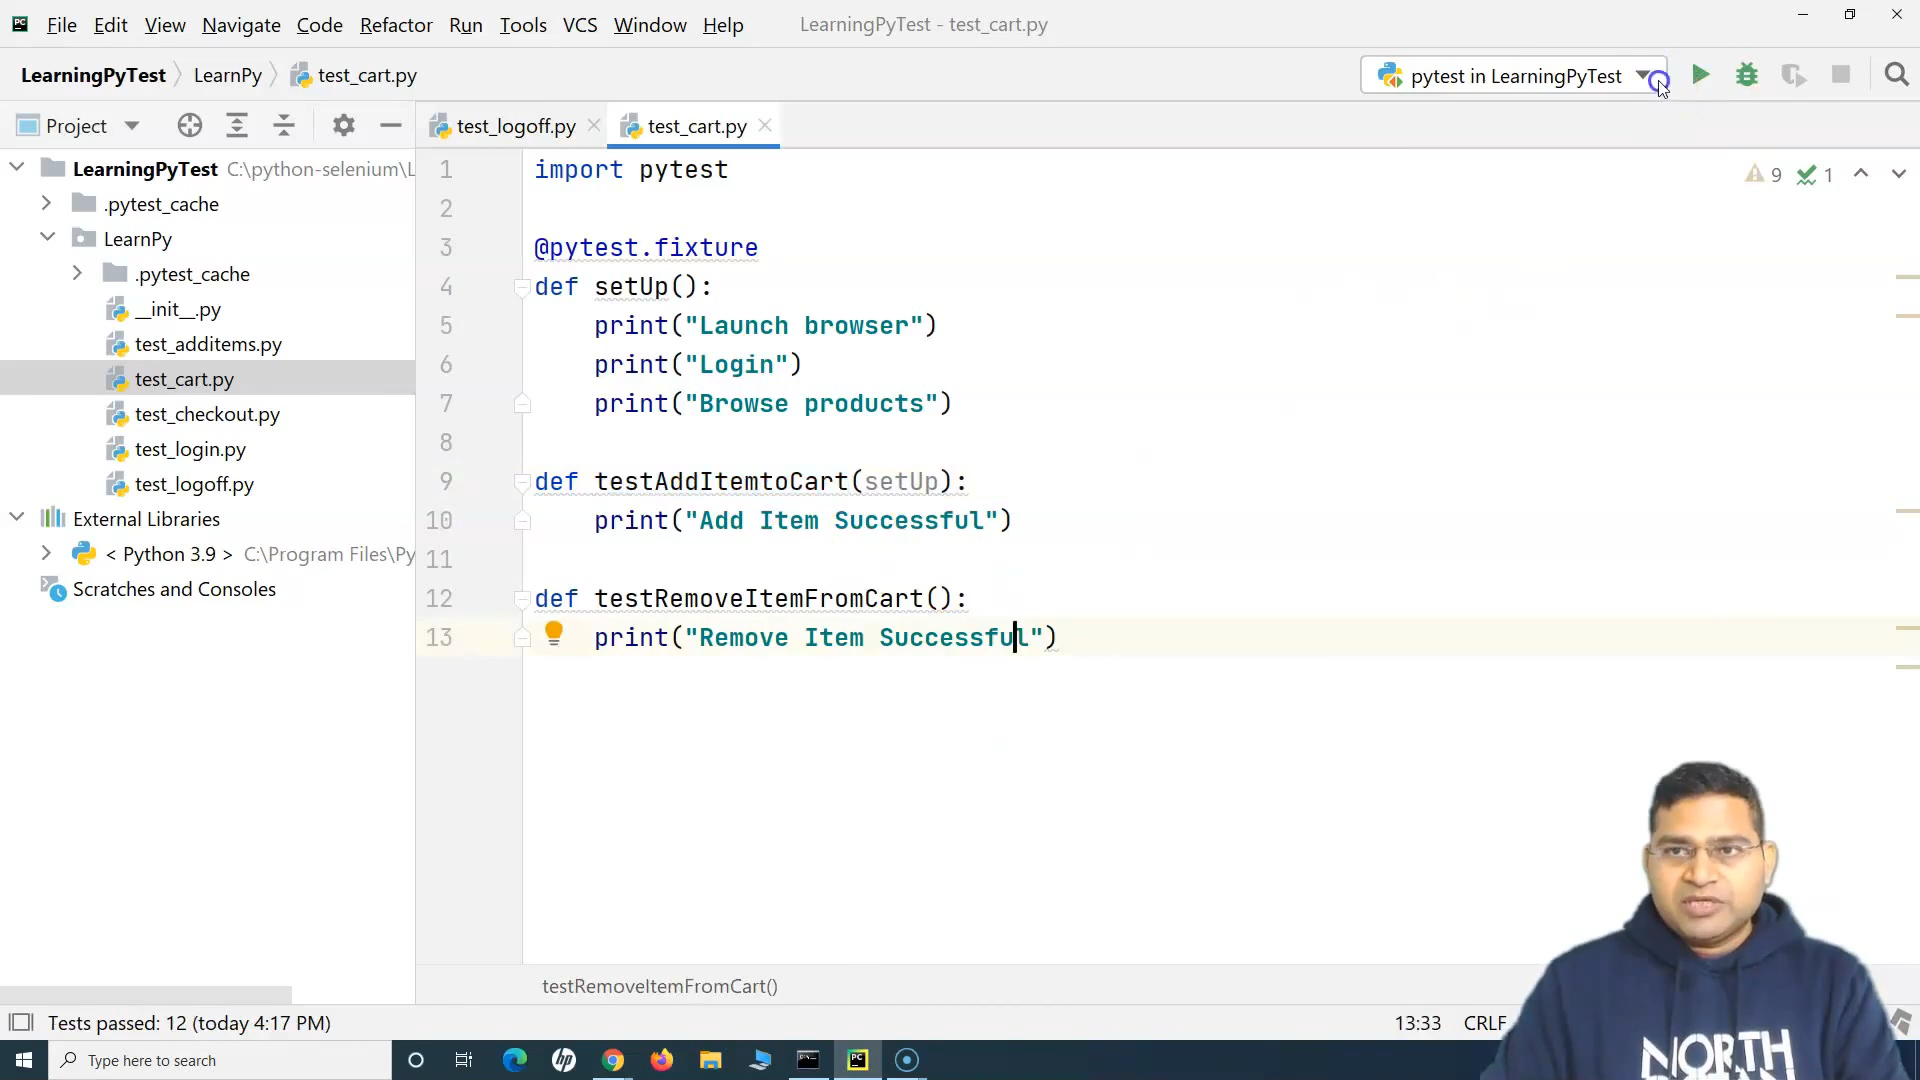 File Edit View Navigate Code Refactor Run Tools VCS Window Help LearningPyTest - test_cart.py
LearningPyTest LearnPy test_cart.py pytest in LearningPyTest
Project test_logoff.py test_cart.py
LearningPyTest C:\python-selenium\L
.pytest_cache
LearnPy
.pytest_cache
__init__.py
test_additems.py
test_cart.py
test_checkout.py
test_login.py
test_logoff.py
External Libraries
< Python 3.9 > C:\Program Files\Py
Scratches and Consoles
9 1
1 import pytest
2
3 @pytest.fixture
4 def setUp():
5 print("Launch browser")
6 print("Login")
7 print("Browse products")
8
9 def testAddItemtoCart(setUp):
10 print("Add Item Successful")
11
12 def testRemoveItemFromCart():
13 print("Remove Item Successful")
testRemoveItemFromCart()
Tests passed: 12 (today 4:17 PM) 13:33 CRLF
Type here to search
NORTH